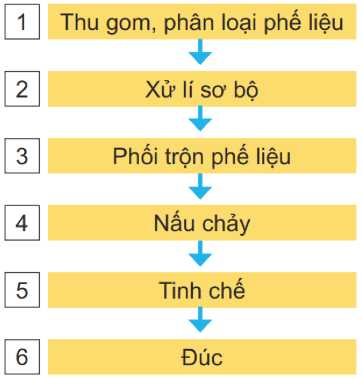 1 Thu gom, phân loại phế liệu
2 Xử lí sơ bộ
3 Phối trộn phế liệu
4 Nấu chảy
5 Tinh chế
6 Đúc